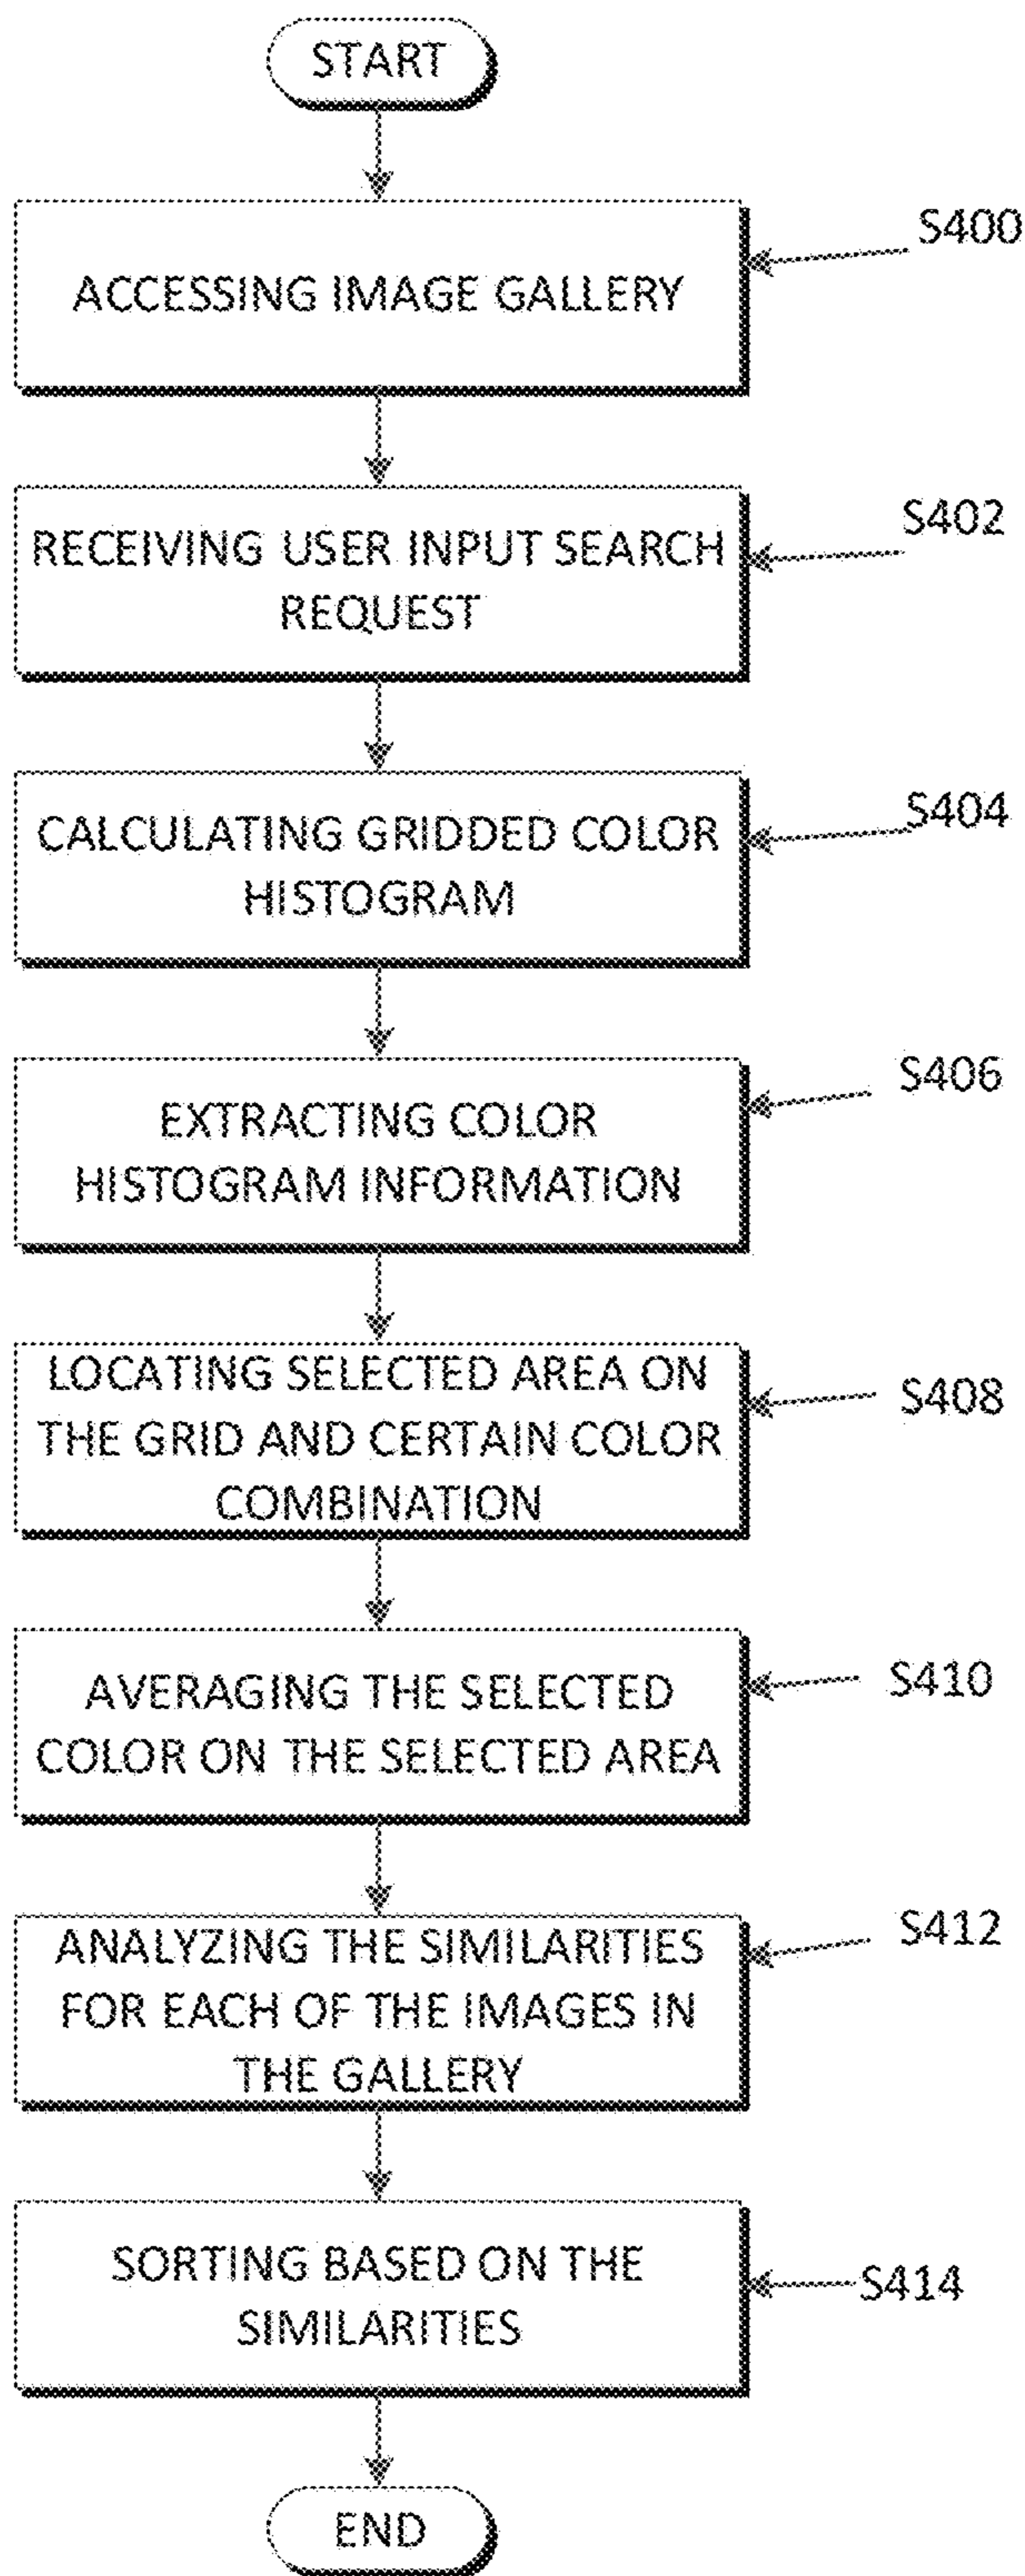 START
ACCESSING IMAGE GALLERY
S400
RECEIVING USER INPUT SEARCH
REQUEST
S402
CALCULATING GRIDDED COLOR
HISTOGRAM
S404
EXTRACTING COLOR
HISTOGRAM INFORMATION
S406
LOCATING SELECTED AREA ON
THE GRID AND CERTAIN COLOR
COMBINATION
S408
AVERAGING THE SELECTED
COLOR ON THE SELECTED AREA
S410
ANALYZING THE SIMILARITIES
FOR EACH OF THE IMAGES IN
THE GALLERY
S412
SORTING BASED ON THE
SIMILARITIES
S414
END